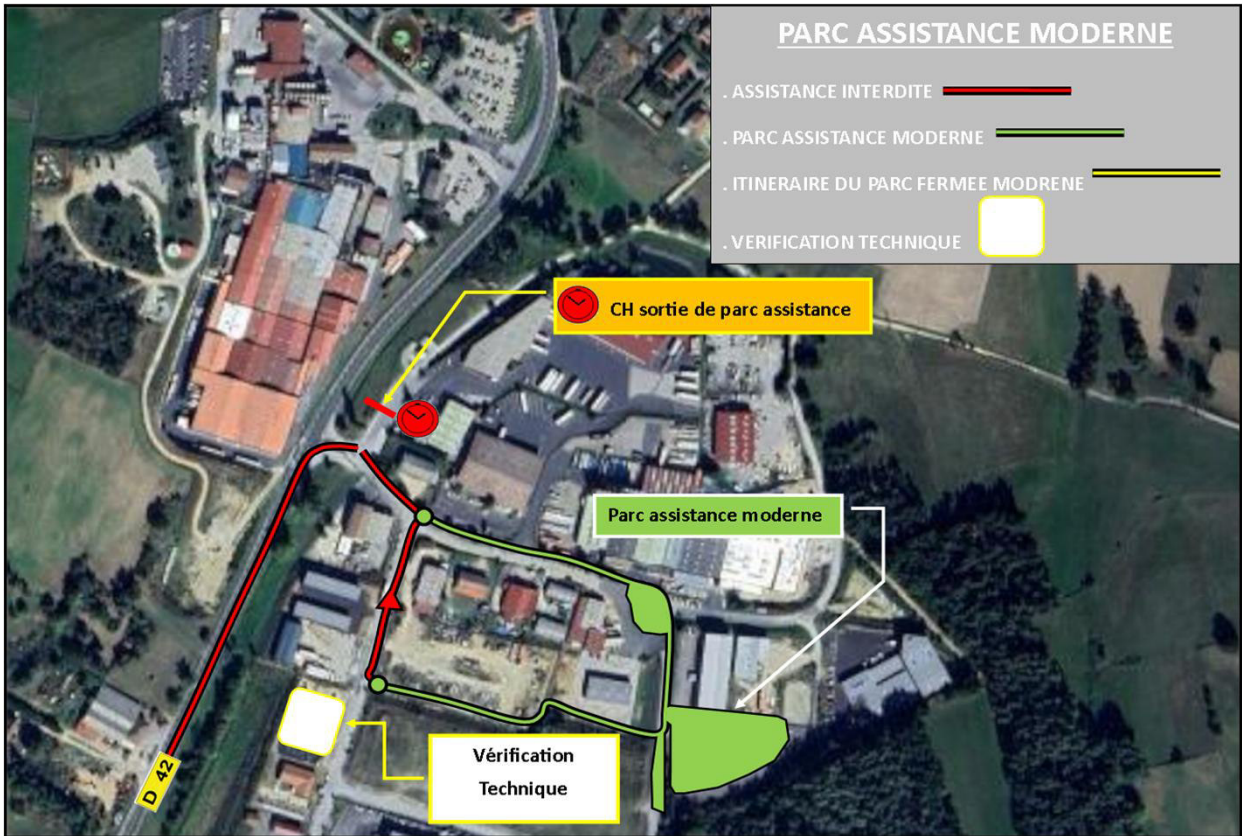 PARC ASSISTANCE MODERNE
. ASSISTANCE INTERDITE
. PARC ASSISTANCE MODERNE
. ITINERAIRE DU PARC FERMEE MODRENE
. VERIFICATION TECHNIQUE
CH sortie de parc assistance
Parc assistance moderne
Vérification
Technique
D 42